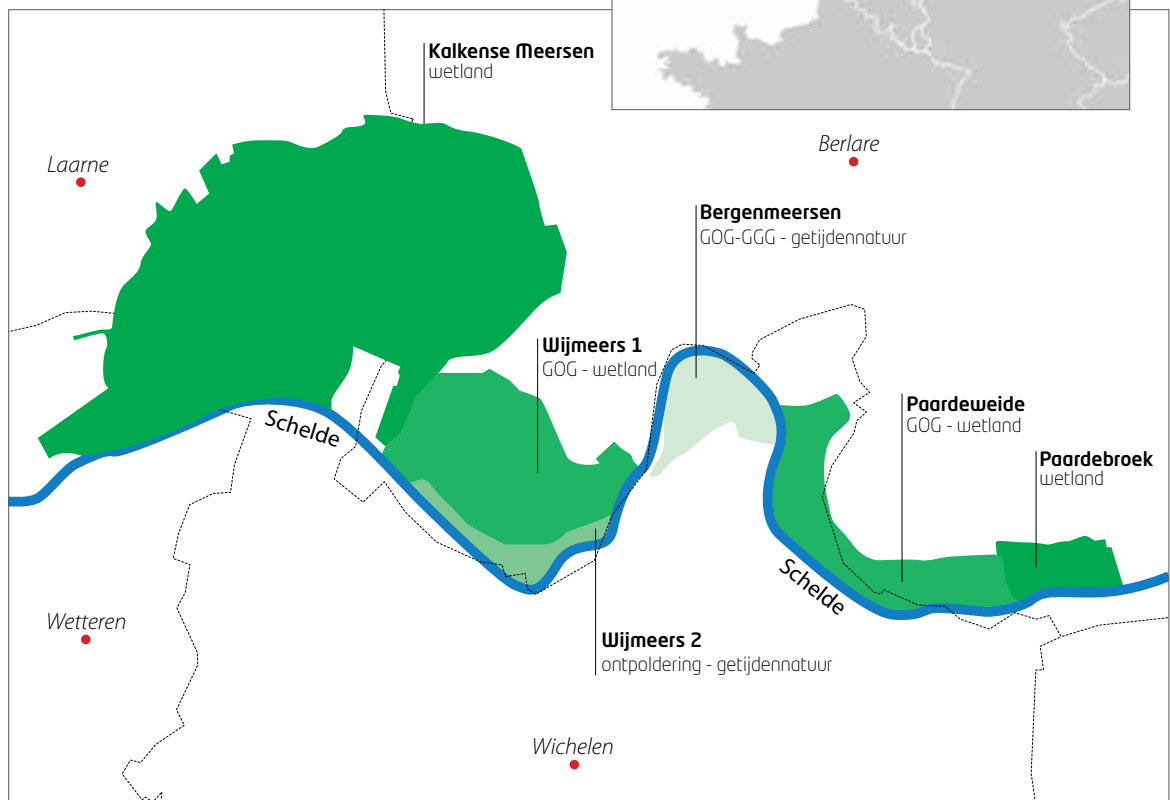 Kalkense Meersen
wetland
Laarne
Berlare
Bergenmeersen
GOG-GGG - getijdennatuur
Wijmeers 1
GOG - wetland
Schelde
Paardeweide
GOG - wetland
Paardebroek
wetland
Schelde
Wetteren
Wijmeers 2
ontpoldering - getijdennatuur
Wichelen